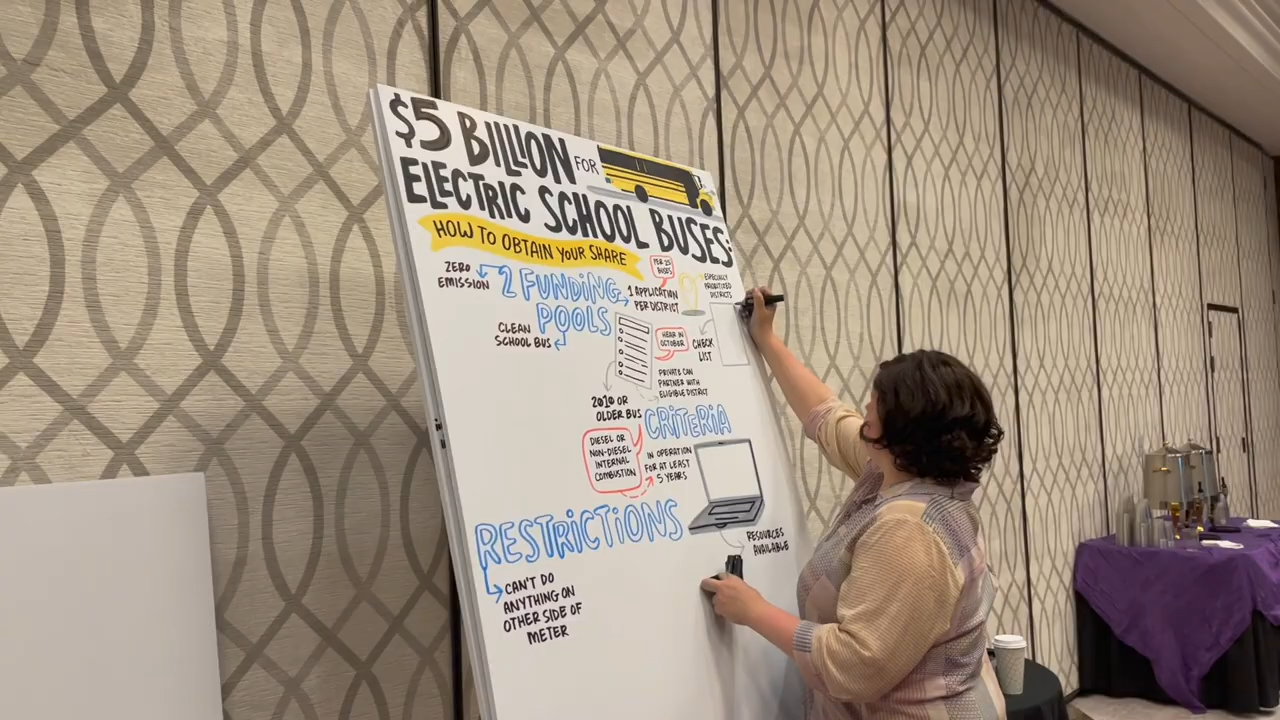 $5 BILLION FOR
ELECTRIC SCHOOL BUSES:
HOW TO OBTAIN YOUR SHARE
ZERO
EMISSION
2 FUNDING
POOLS
CLEAN
SCHOOL BUS
PER 25
BUSES
1 APPLICATION
PER DISTRICT
ESPECIALLY
PRIORITIZED
DISTRICTS
HEAR IN
OCTOBER
CHECK
LIST
PRIVATE CAN
PARTNER WITH
ELIGIBLE DISTRICT
2010 OR
OLDER BUS
CRITERIA
DIESEL OR
NON-DIESEL
INTERNAL
COMBUSTION
IN OPERATION
FOR AT LEAST
5 YEARS
RESTRICTIONS
RESOURCES
AVAILABLE
CAN'T DO
ANYTHING ON
OTHER SIDE OF
METER